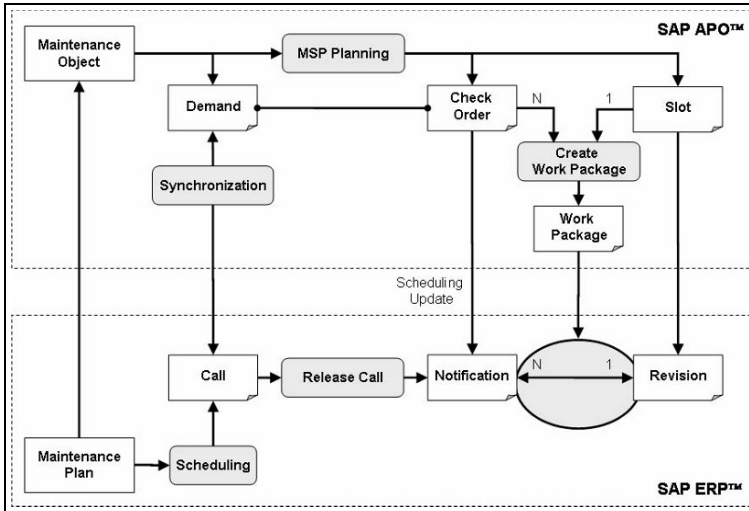 SAP APO™
Maintenance
Object
MSP Planning
Demand
Check
Order
N
1
Slot
Create
Work Package
Synchronization
Work
Package
Scheduling
Update
Call
Release Call
Notification
N
1
Revision
Maintenance
Plan
Scheduling
SAP ERP™